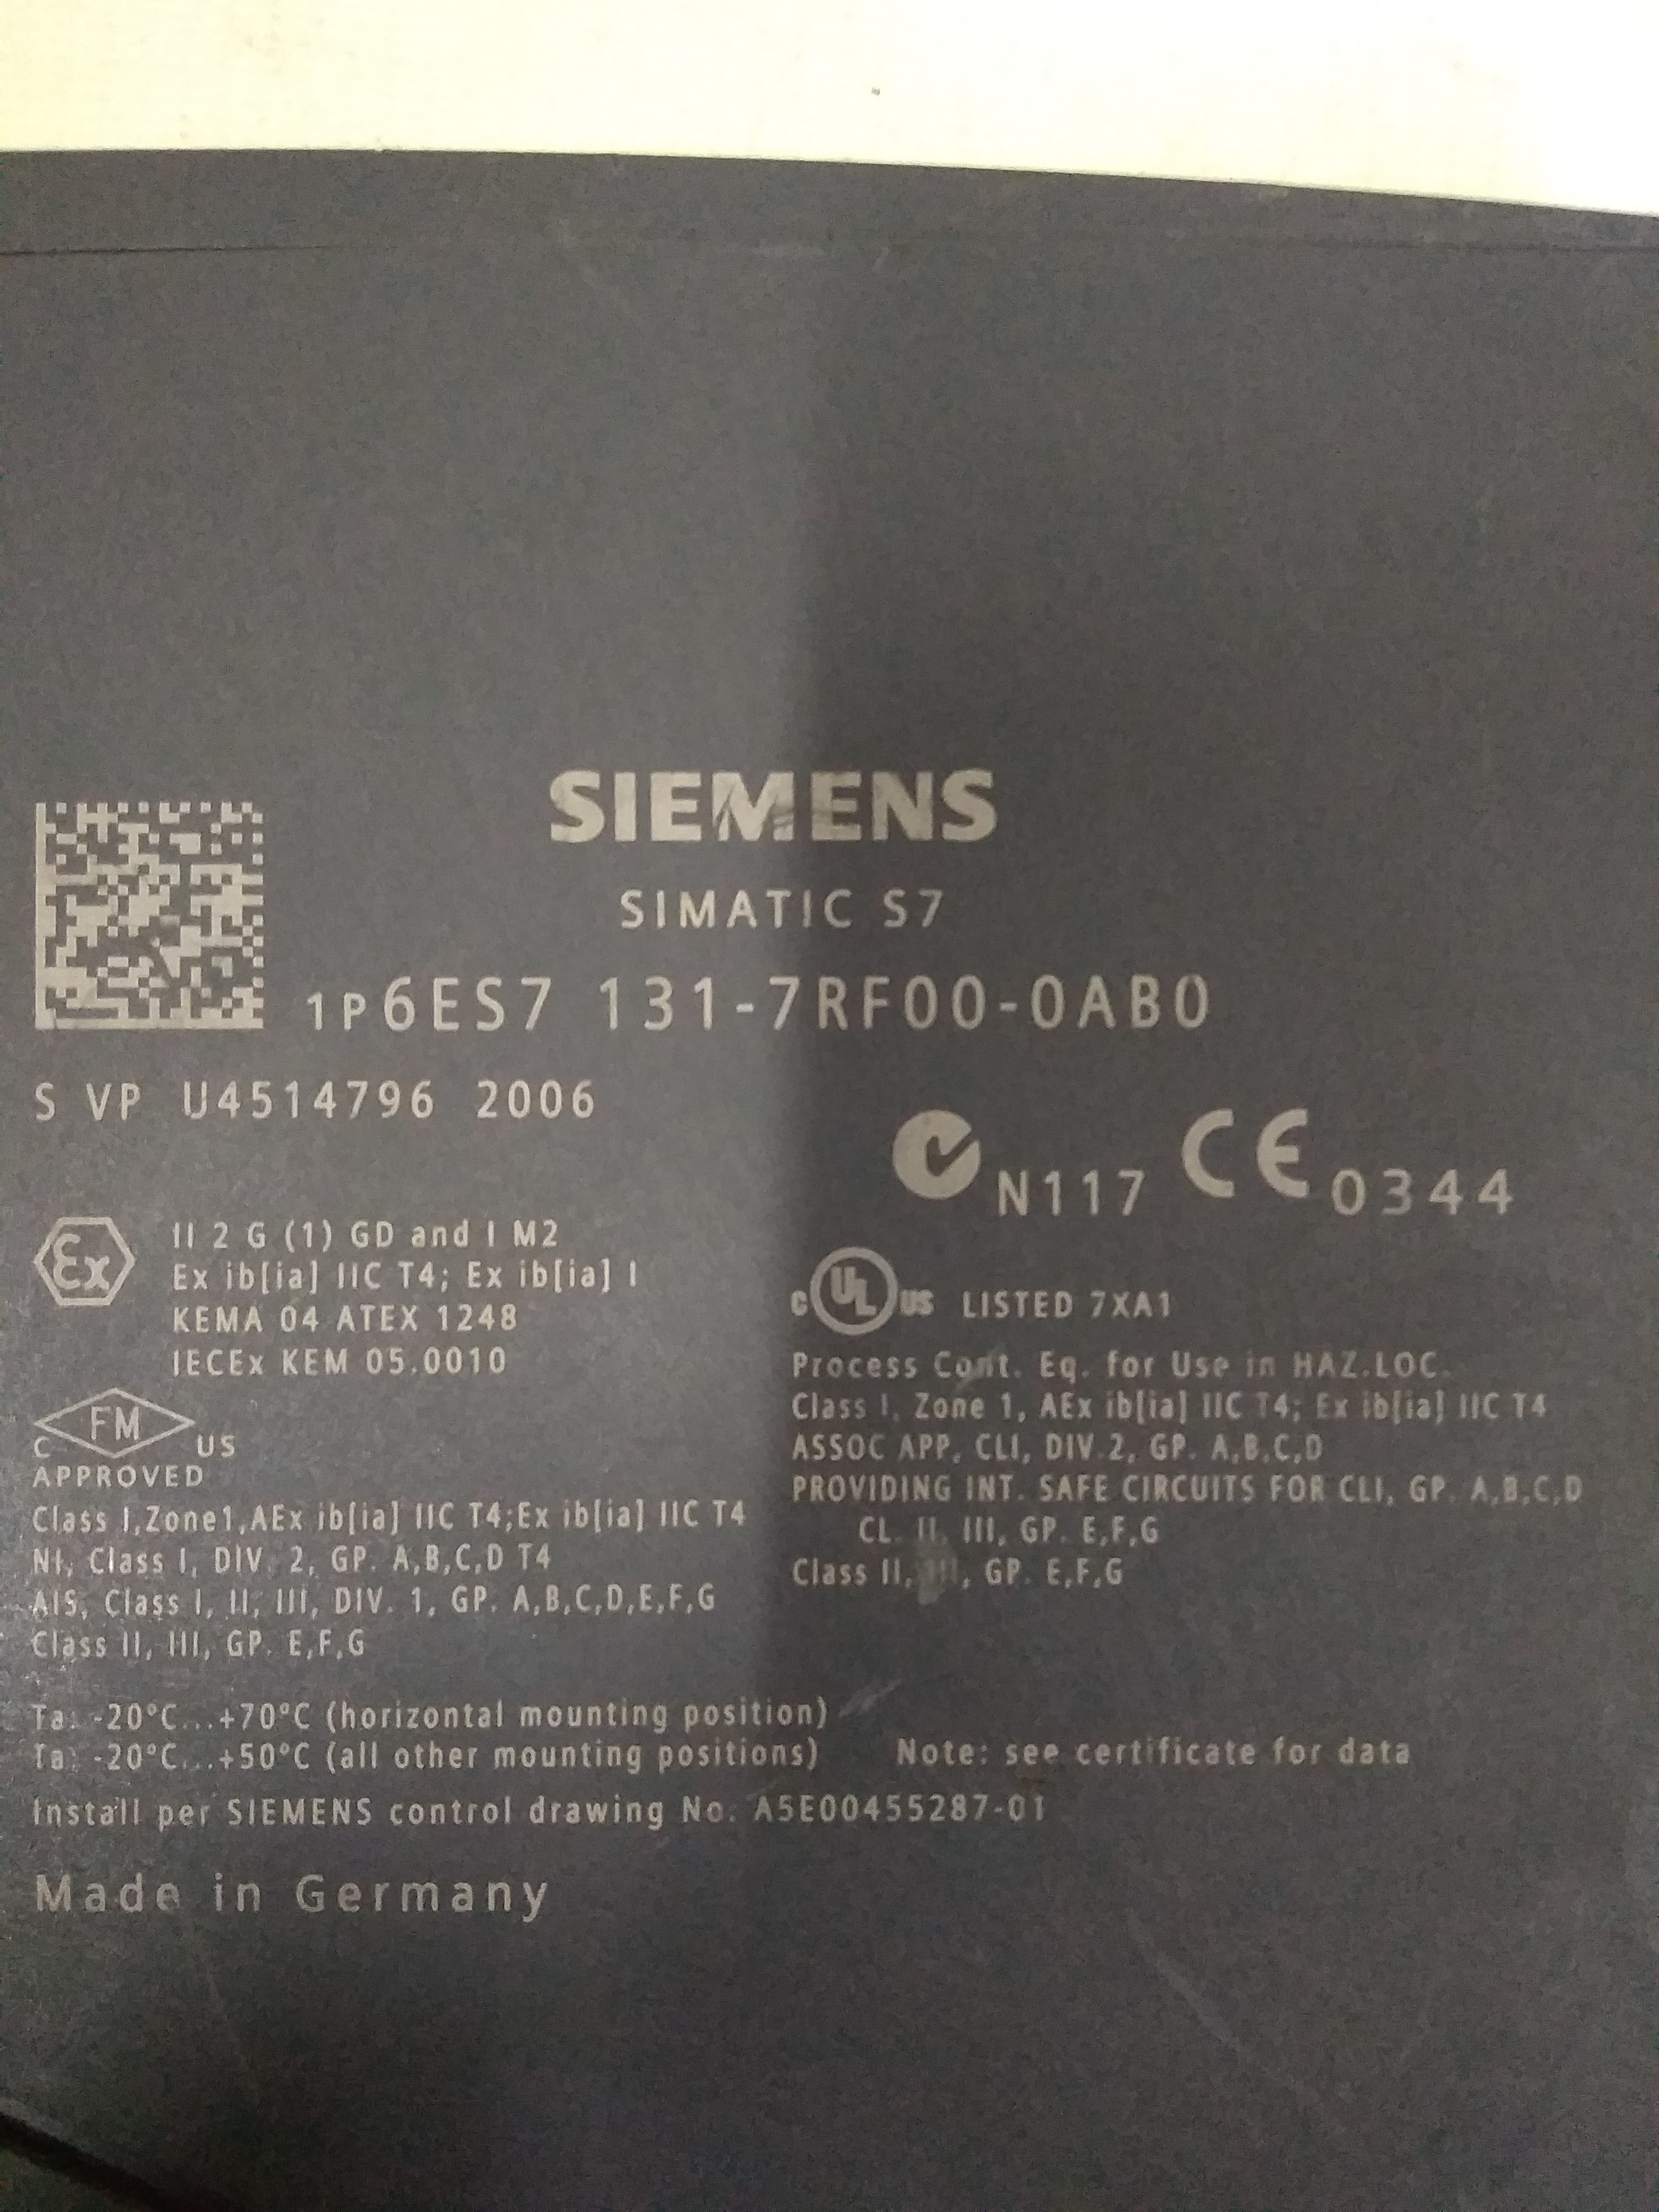 SIEMENS
SIMATIC S7
1P6ES7 131-7RF00-0AB0
S VP U4514796 2006
N117 CE 0344
Ex
II 2 G (1) GD and I M2
Ex ib[ia] IIC T4; Ex ib[ia] I
KEMA 04 ATEX 1248
IECEx KEM 05.0010
C FM US
APPROVED
Class I,Zone1,AEx ib[ia] IIC T4;Ex ib[ia] IIC T4
NI, Class I, DIV. 2, GP. A,B,C,D T4
AIS, Class I, II, III, DIV. 1, GP. A,B,C,D,E,F,G
Class II, III, GP. E,F,G
c UL US LISTED 7XA1
Process Cont. Eq. for Use in HAZ.LOC.
Class I, Zone 1, AEx ib[ia] IIC T4; Ex ib[ia] IIC T4
ASSOC APP, CLI, DIV.2, GP. A,B,C,D
PROVIDING INT. SAFE CIRCUITS FOR CLI, GP. A,B,C,D
CL. II, III, GP. E,F,G
Class II, III, GP. E,F,G
Ta: -20°C...+70°C (horizontal mounting position)
Ta: -20°C...+50°C (all other mounting positions) Note: see certificate for data
Install per SIEMENS control drawing No. A5E00455287-01
Made in Germany